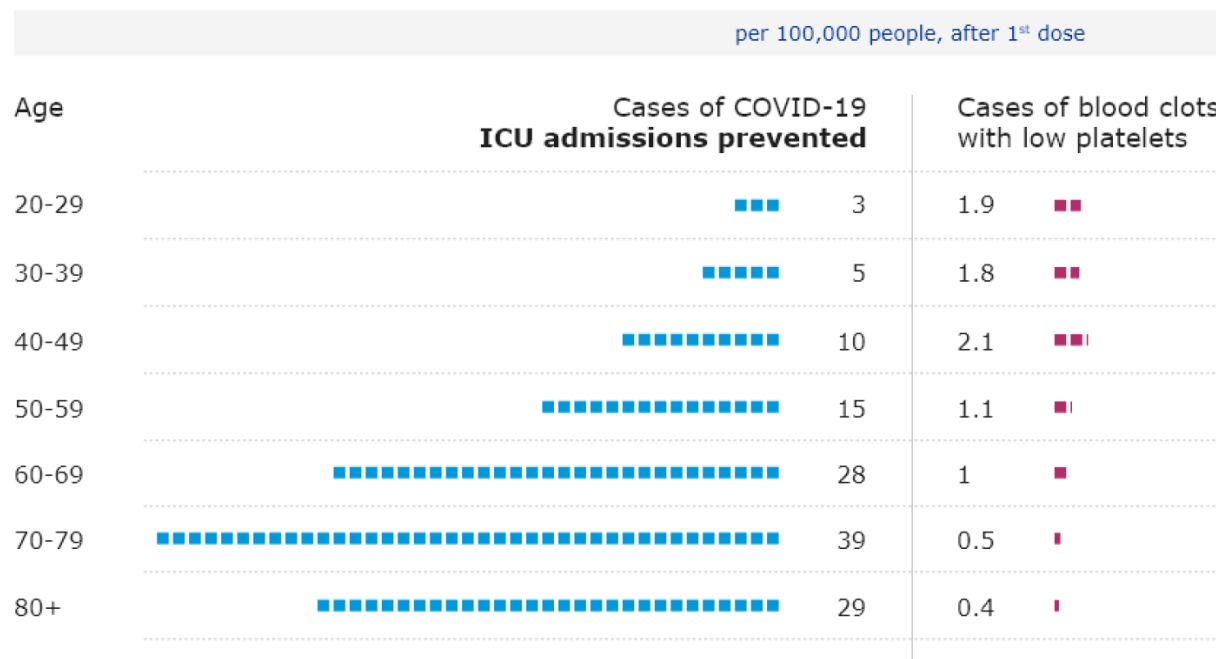 per 100,000 people, after 1st dose
Age
Cases of COVID-19
ICU admissions prevented
Cases of blood clots
with low platelets
20-29 3 1.9
30-39 5 1.8
40-49 10 2.1
50-59 15 1.1
60-69 28 1
70-79 39 0.5
80+ 29 0.4